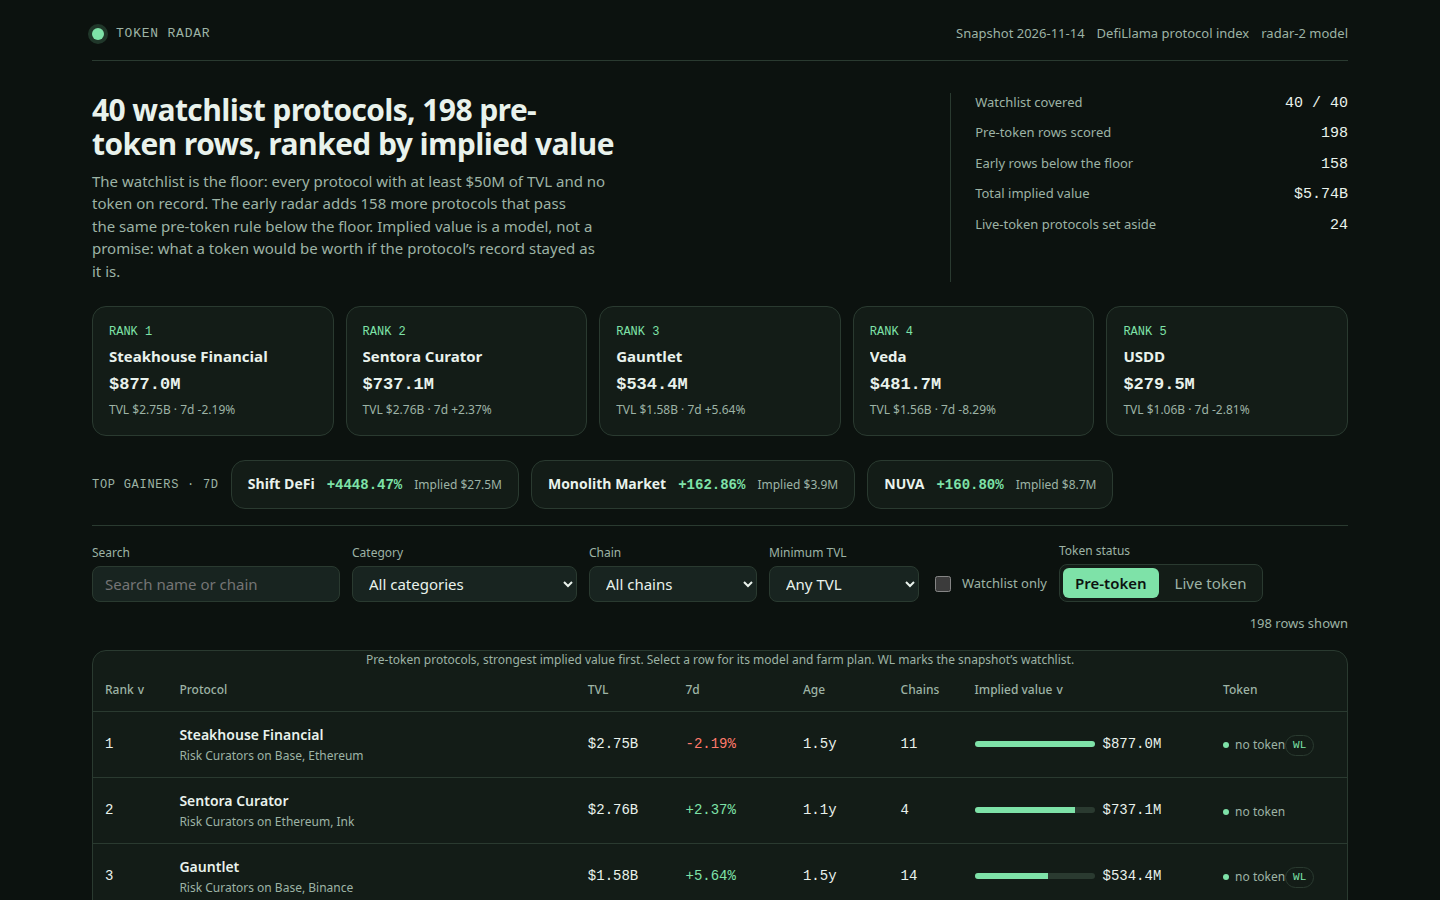 TOKEN RADAR
Snapshot 2026-11-14 DefiLlama protocol index radar-2 model
40 watchlist protocols, 198 pre-
token rows, ranked by implied value
The watchlist is the floor: every protocol with at least $50M of TVL and no
token on record. The early radar adds 158 more protocols that pass
the same pre-token rule below the floor. Implied value is a model, not a
promise: what a token would be worth if the protocol’s record stayed as
it is.
Watchlist covered 40 / 40
Pre-token rows scored 198
Early rows below the floor 158
Total implied value $5.74B
Live-token protocols set aside 24
RANK 1
Steakhouse Financial
$877.0M
TVL $2.75B · 7d -2.19%
RANK 2
Sentora Curator
$737.1M
TVL $2.76B · 7d +2.37%
RANK 3
Gauntlet
$534.4M
TVL $1.58B · 7d +5.64%
RANK 4
Veda
$481.7M
TVL $1.56B · 7d -8.29%
RANK 5
USDD
$279.5M
TVL $1.06B · 7d -2.81%
TOP GAINERS · 7D
Shift DeFi +4448.47% Implied $27.5M
Monolith Market +162.86% Implied $3.9M
NUVA +160.80% Implied $8.7M
Search
Search name or chain
Category
All categories
Chain
All chains
Minimum TVL
Any TVL
Watchlist only
Token status
Pre-token Live token
198 rows shown
Pre-token protocols, strongest implied value first. Select a row for its model and farm plan. WL marks the snapshot’s watchlist.
Rank v Protocol TVL 7d Age Chains Implied value v Token
1 Steakhouse Financial $2.75B -2.19% 1.5y 11 $877.0M no token WL
Risk Curators on Base, Ethereum
2 Sentora Curator $2.76B +2.37% 1.1y 4 $737.1M no token
Risk Curators on Ethereum, Ink
3 Gauntlet $1.58B +5.64% 1.5y 14 $534.4M no token WL
Risk Curators on Base, Binance